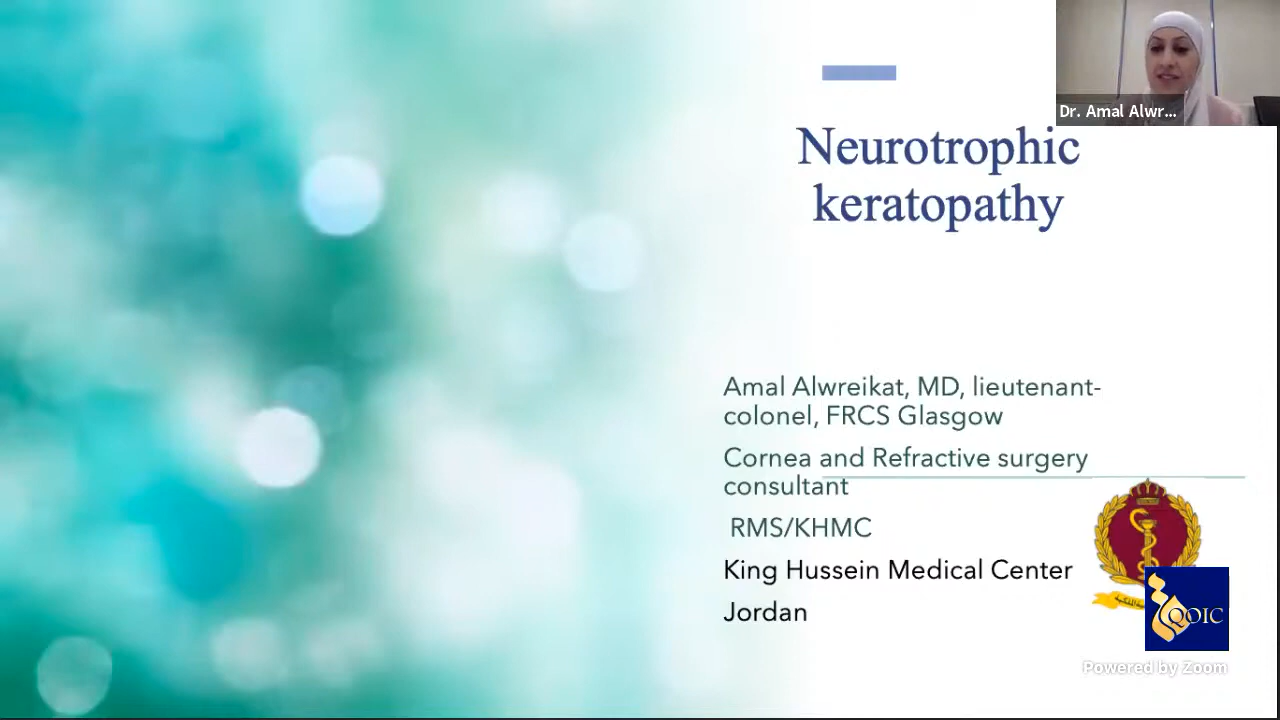 Dr. Amal Alwr...
Neurotrophic
keratopathy
Amal Alwreikat, MD, lieutenant-
colonel, FRCS Glasgow
Cornea and Refractive surgery
consultant
RMS/KHMC
King Hussein Medical Center
Jordan
QOIC
Powered by Zoom